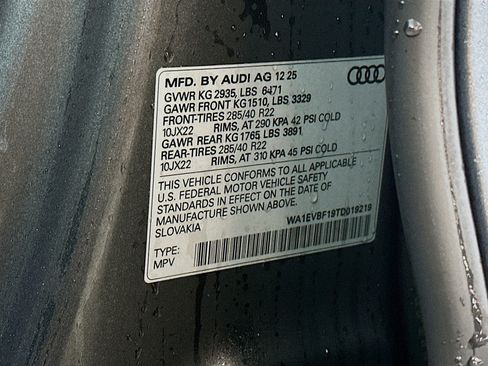 MFD. BY AUDI AG 12 25
GVWR KG 2935, LBS 6471
GAWR FRONT KG1510, LBS 3329
FRONT-TIRES 285/40 R22
10JX22 RIMS, AT 290 KPA 42 PSI COLD
GAWR REAR KG1765 LBS 3891
REAR-TIRES 285/40 R22
10JX22 RIMS, AT 310 KPA 45 PSI COLD
THIS VEHICLE CONFORMS TO ALL APPLICABLE
U.S. FEDERAL MOTOR VEHICLE SAFETY
STANDARDS IN EFFECT ON THE DATE OF
MANUFACTURE SHOWN ABOVE.
SLOVAKIA
WA1EVBF19TD019219
TYPE:
MPV